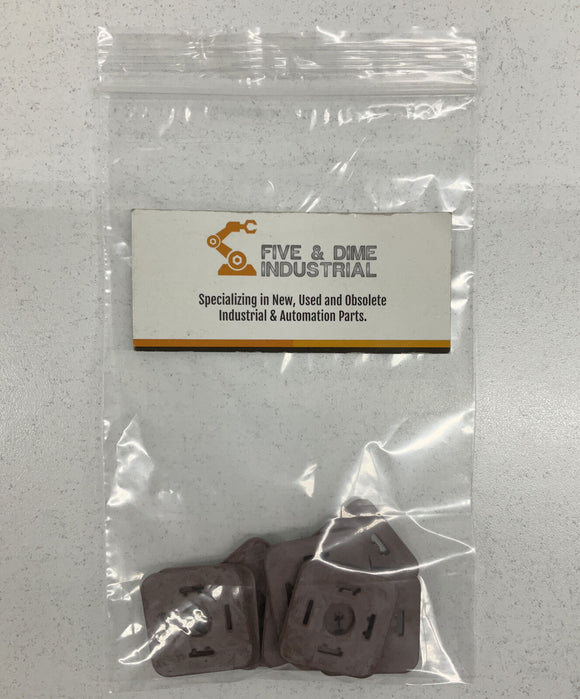 FIVE & DIME
INDUSTRIAL
Specializing in New, Used and Obsolete
Industrial & Automation Parts.